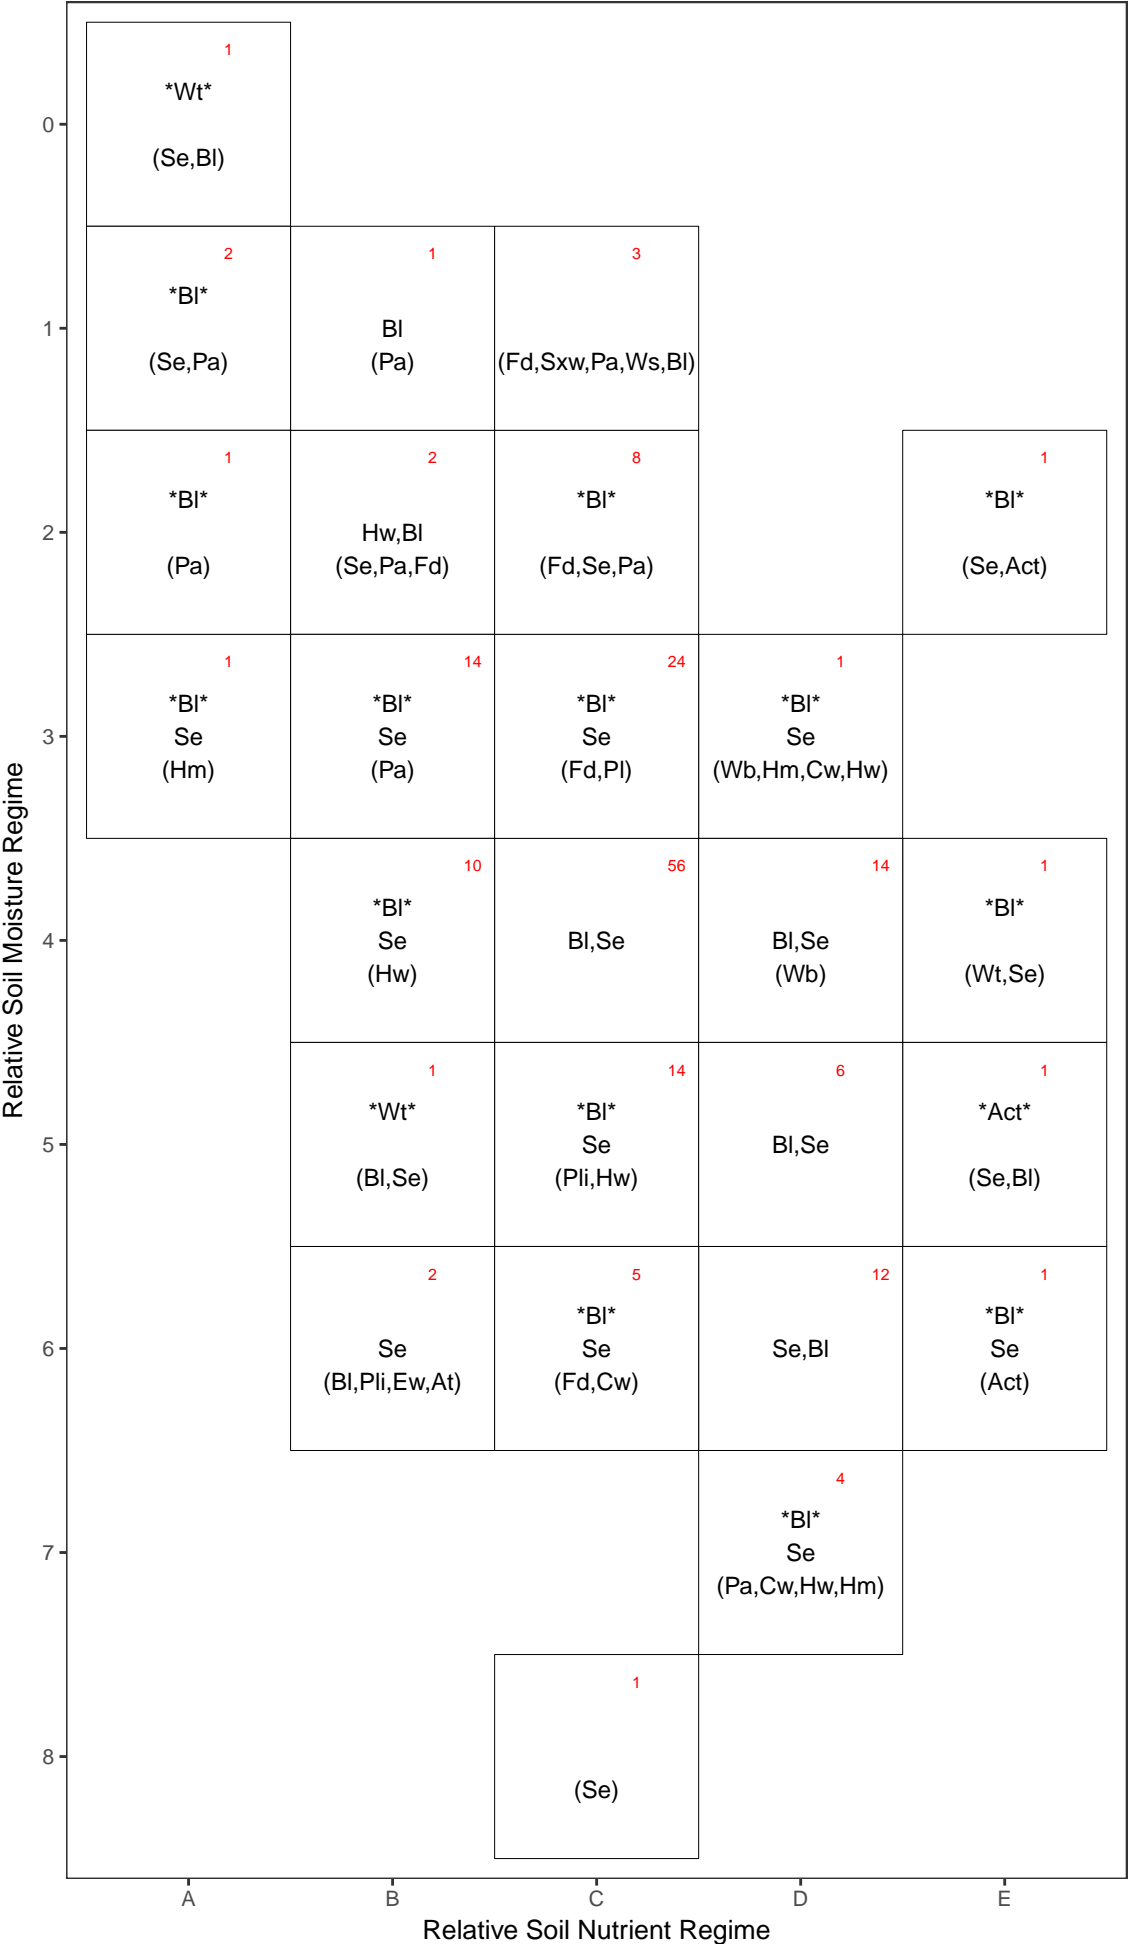 1
*Wt*
0
(Se,Bl)
2
1
3
*Bl*
1
Bl
(Se,Pa)
(Pa)
(Fd,Sxw,Pa,Ws,Bl)
1
2
8
1
*Bl*
*Bl*
*Bl*
2
Hw,Bl
(Pa)
(Se,Pa,Fd)
(Fd,Se,Pa)
(Se,Act)
1
14
24
1
*Bl*
*Bl*
*Bl*
*Bl*
3
Se
Se
Se
Se
(Hm)
(Pa)
(Fd,Pl)
(Wb,Hm,Cw,Hw)
10
56
14
1
*Bl*
*Bl*
4
Se
Bl,Se
Bl,Se
(Hw)
(Wb)
(Wt,Se)
1
14
6
1
*Wt*
*Bl*
*Act*
5
Se
Bl,Se
(Bl,Se)
(Pli,Hw)
(Se,Bl)
2
5
12
1
*Bl*
*Bl*
6
Se
Se
Se,Bl
Se
(Bl,Pli,Ew,At)
(Fd,Cw)
(Act)
4
*Bl*
7
Se
(Pa,Cw,Hw,Hm)
1
8
(Se)
A
B
C
D
E
Relative Soil Nutrient Regime
Relative Soil Moisture Regime